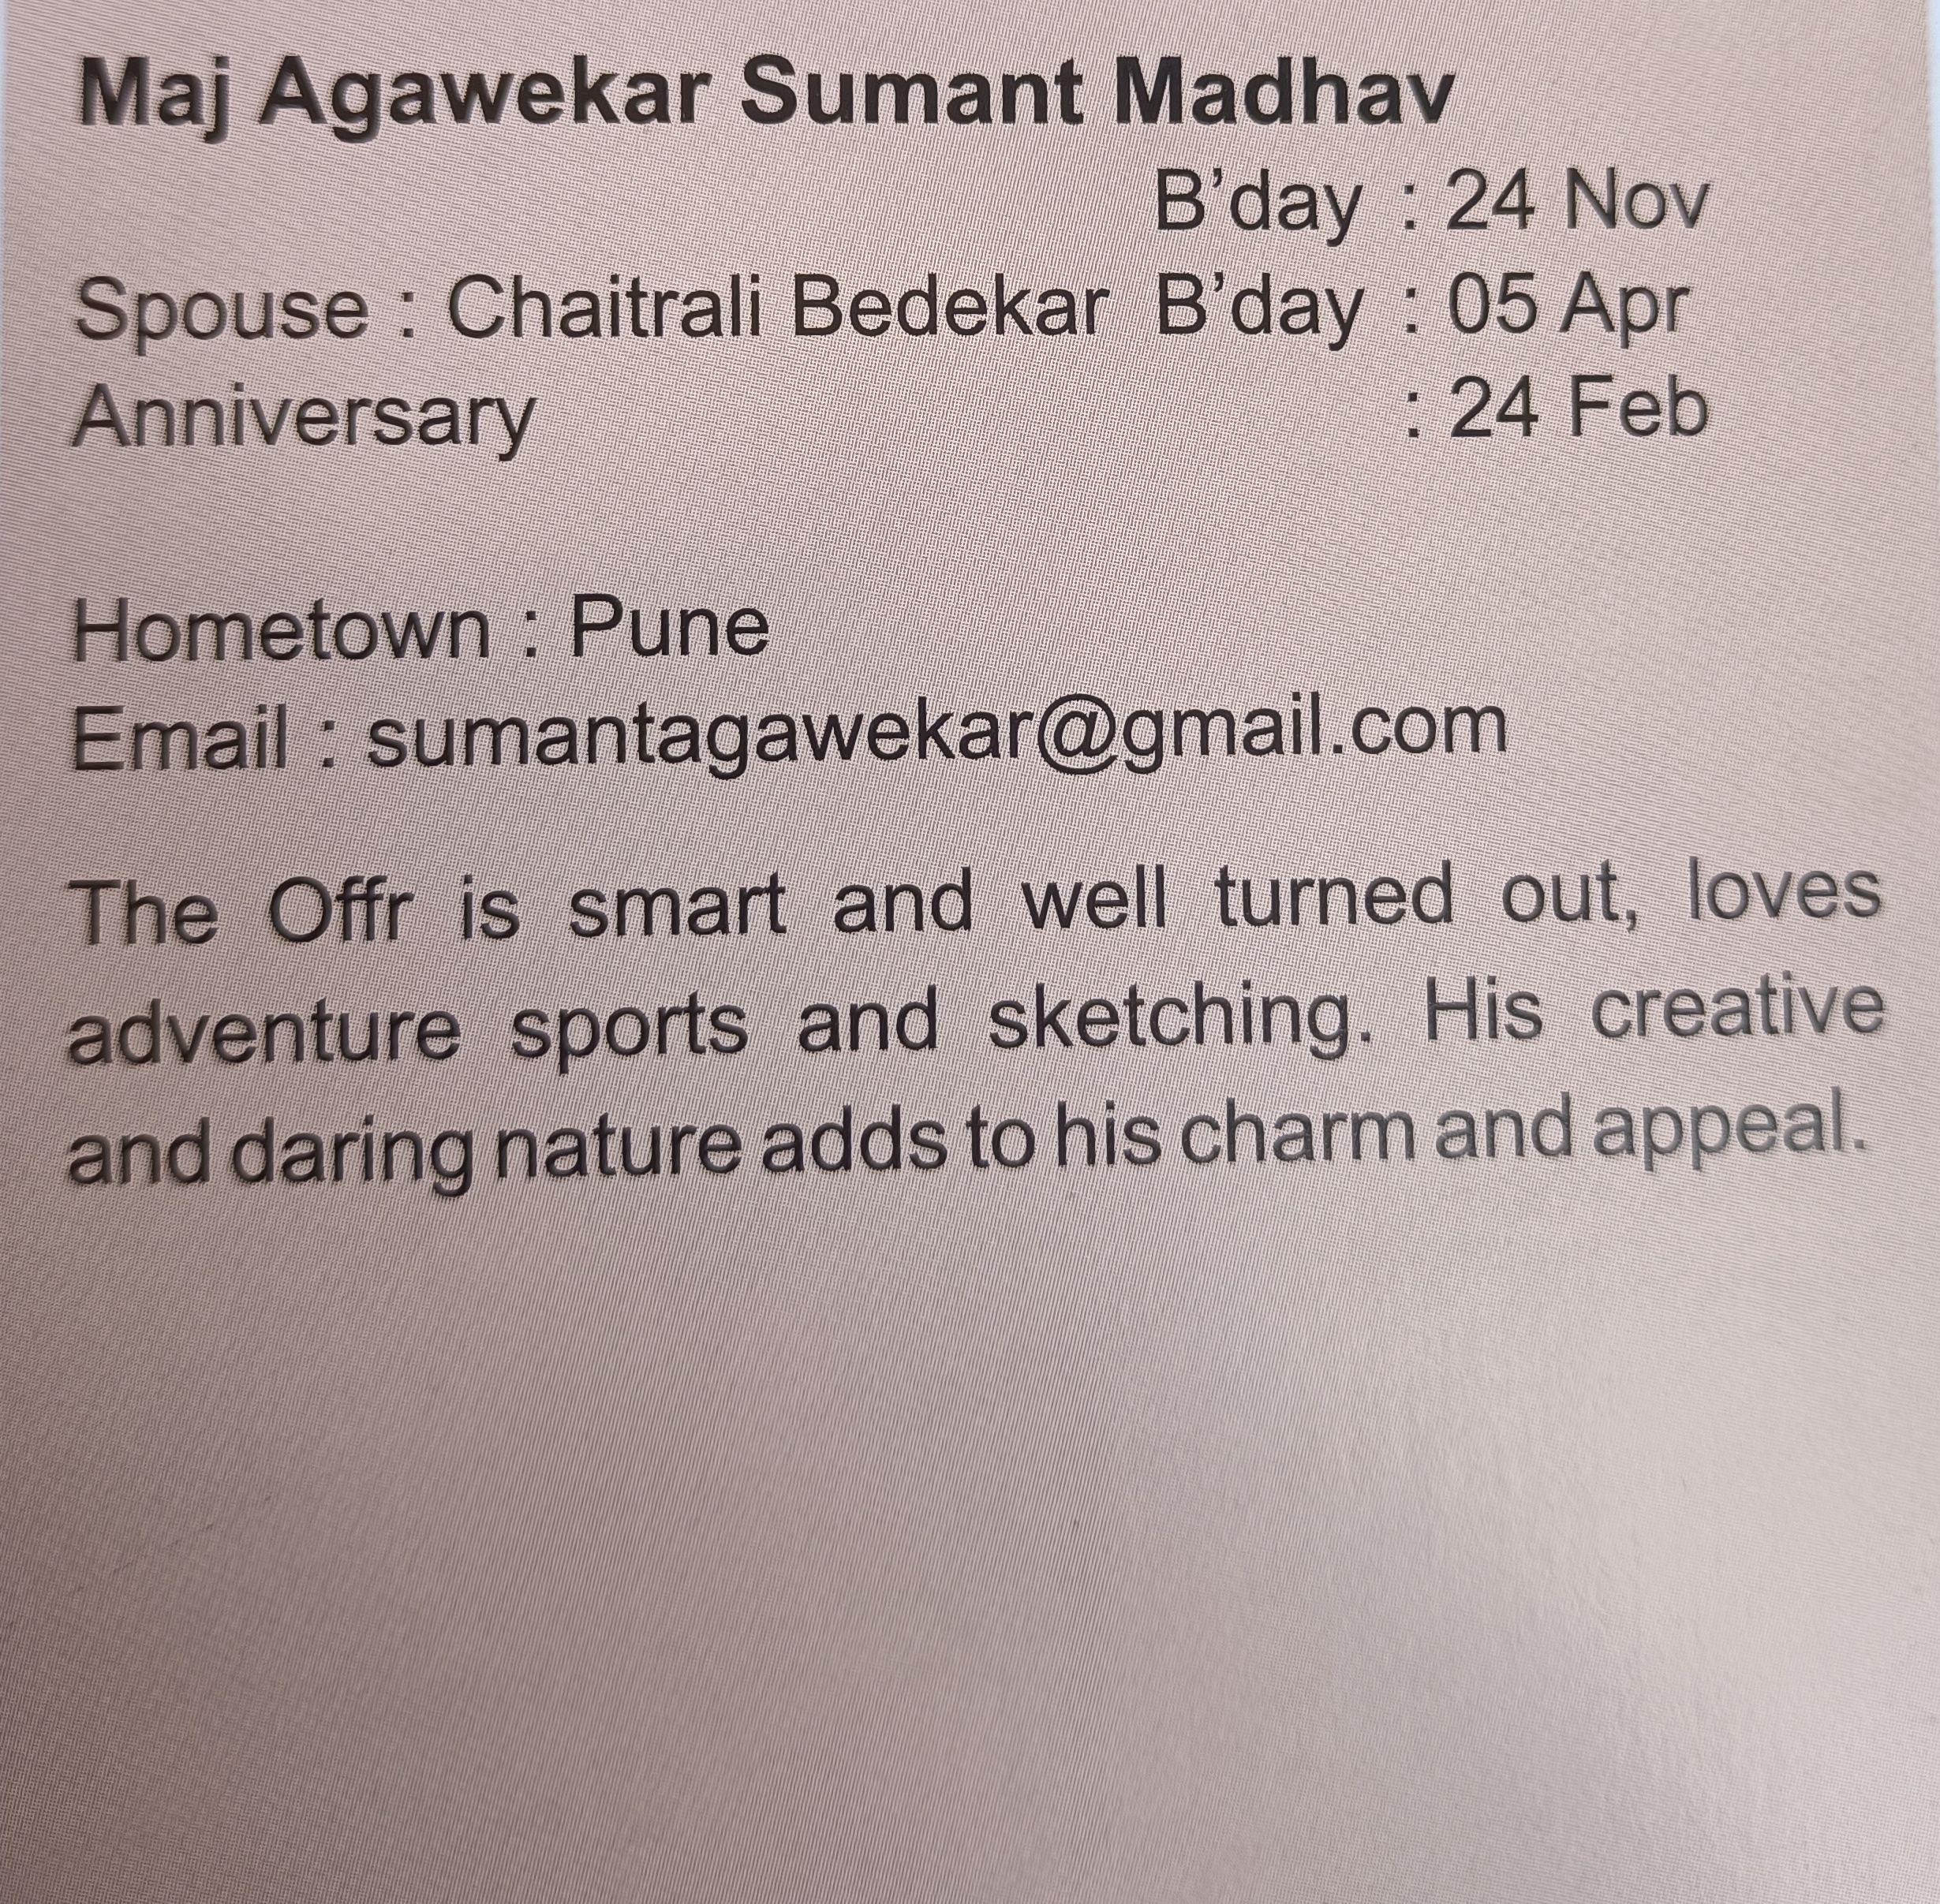 Maj Agawekar Sumant Madhav
B’day : 24 Nov
Spouse : Chaitrali Bedekar B’day : 05 Apr
Anniversary : 24 Feb
Hometown : Pune
Email : sumantagawekar@gmail.com
The Offr is smart and well turned out, loves
adventure sports and sketching. His creative
and daring nature adds to his charm and appeal.